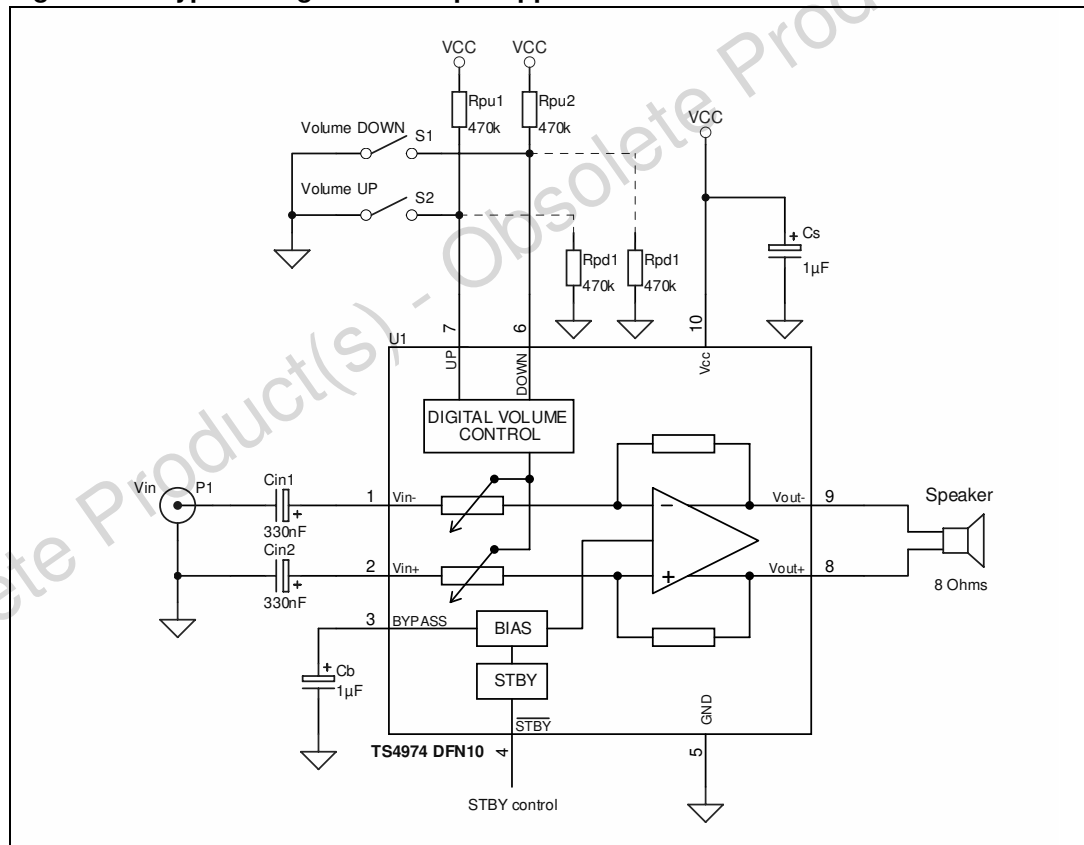 VCC
VCC
Rpu1
470k
Rpu2
470k
VCC
Volume DOWN
S1
Volume UP
S2
Cs
+
1µF
Rpd1
470k
Rpd1
470k
7
6
10
U1
UP
DOWN
Vcc
DIGITAL VOLUME
CONTROL
Vin
P1
Cin1
+
330nF
1
Vin-
-
Vout-
9
Speaker
Cin2
+
330nF
2
Vin+
+
Vout+
8
8 Ohms
3
BYPASS
BIAS
+
Cb
1µF
STBY
STBY
GND
TS4974 DFN10
4
5
STBY control
Product(s) - Obsolete Prod
lete Product(s)